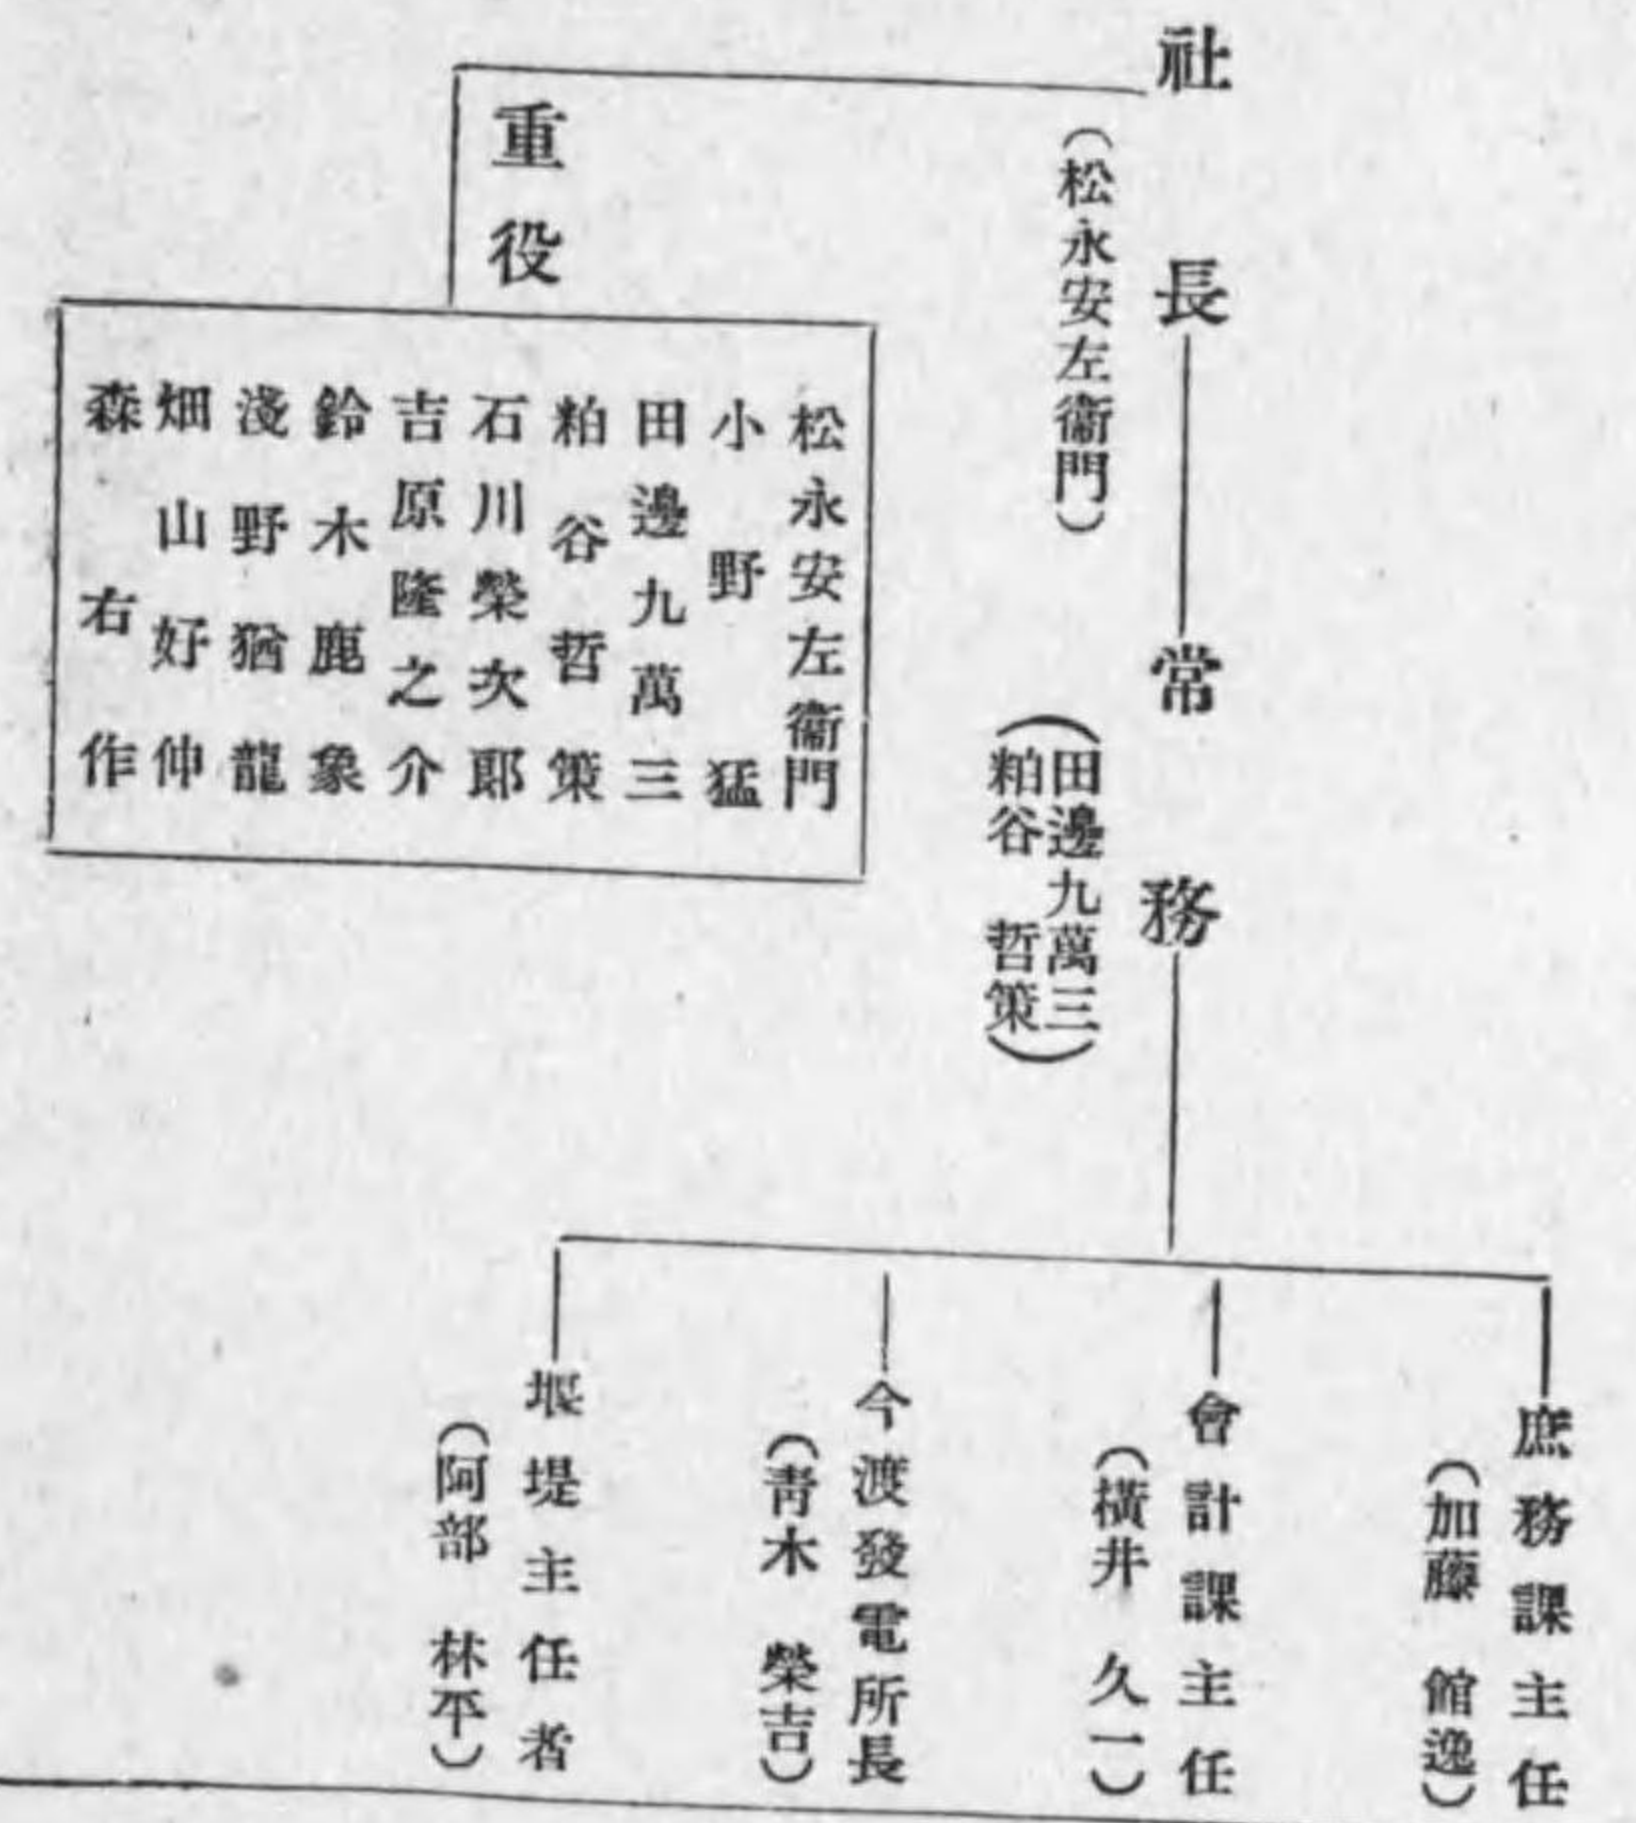 社長
(松永安左衞門)
常務
(田邊九萬三
粕谷哲策)
重役
松永安左衞門
小野猛
田邊九萬三
粕谷哲策
石川榮次郎
吉原隆之介
鈴木鹿象
淺野猶龍
畑山好伸
森右作
庶務課主任
(加藤館逸)
會計課主任
(橫井久一)
今渡發電所長
(靑木榮吉)
堰堤主任者
(阿部林平)